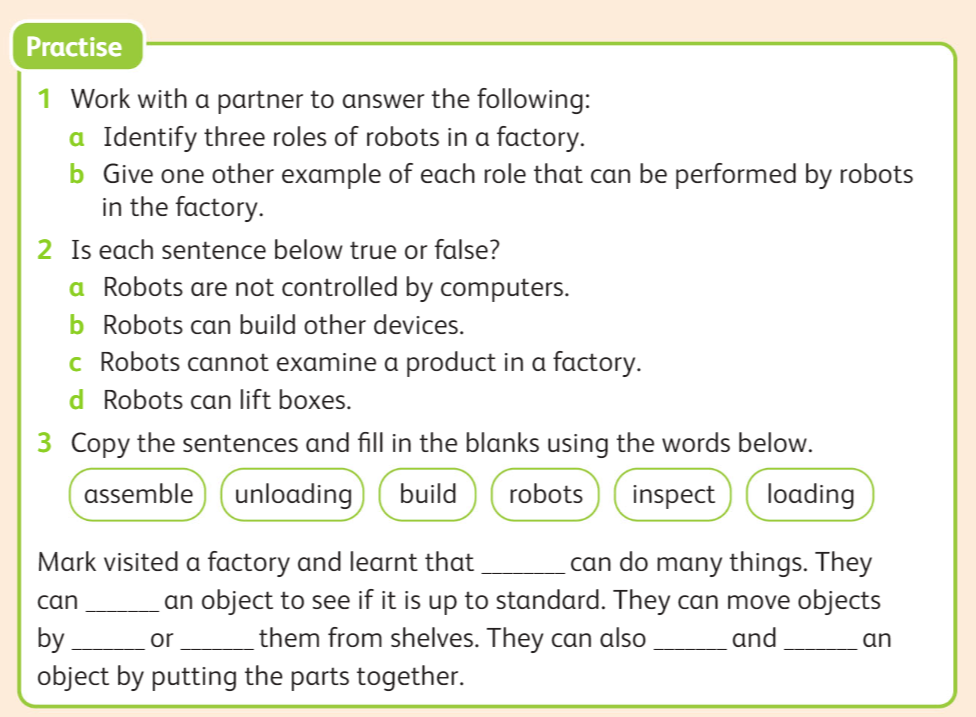 Practise
1 Work with a partner to answer the following:
a Identify three roles of robots in a factory.
b Give one other example of each role that can be performed by robots
in the factory.
2 Is each sentence below true or false?
a Robots are not controlled by computers.
b Robots can build other devices.
c Robots cannot examine a product in a factory.
d Robots can lift boxes.
3 Copy the sentences and fill in the blanks using the words below.
assemble unloading build robots inspect loading
Mark visited a factory and learnt that _______ can do many things. They
can _______ an object to see if it is up to standard. They can move objects
by _______ or _______ them from shelves. They can also _______ and _______ an
object by putting the parts together.